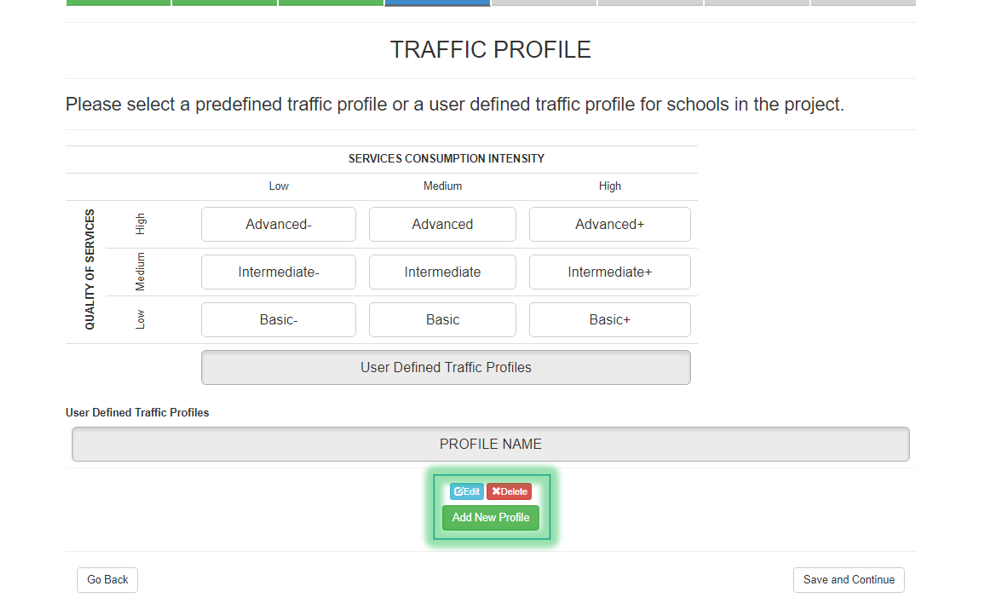 TRAFFIC PROFILE
Please select a predefined traffic profile or a user defined traffic profile for schools in the project.
SERVICES CONSUMPTION INTENSITY
Low Medium High
QUALITY OF SERVICES
High Advanced- Advanced Advanced+
Medium Intermediate- Intermediate Intermediate+
Low Basic- Basic Basic+
User Defined Traffic Profiles
User Defined Traffic Profiles
PROFILE NAME
Edit Delete
Add New Profile
Go Back Save and Continue